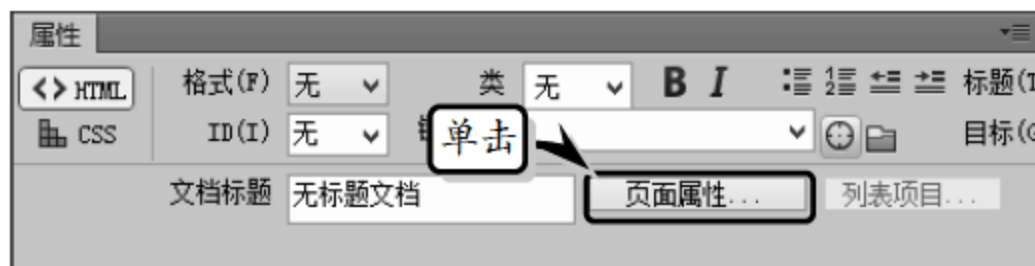 属性
<> HTML 格式(F) 无 类 无 B I 标题(T
CSS ID(I) 无 单击 目标(G
文档标题 无标题文档 页面属性... 列表项目...